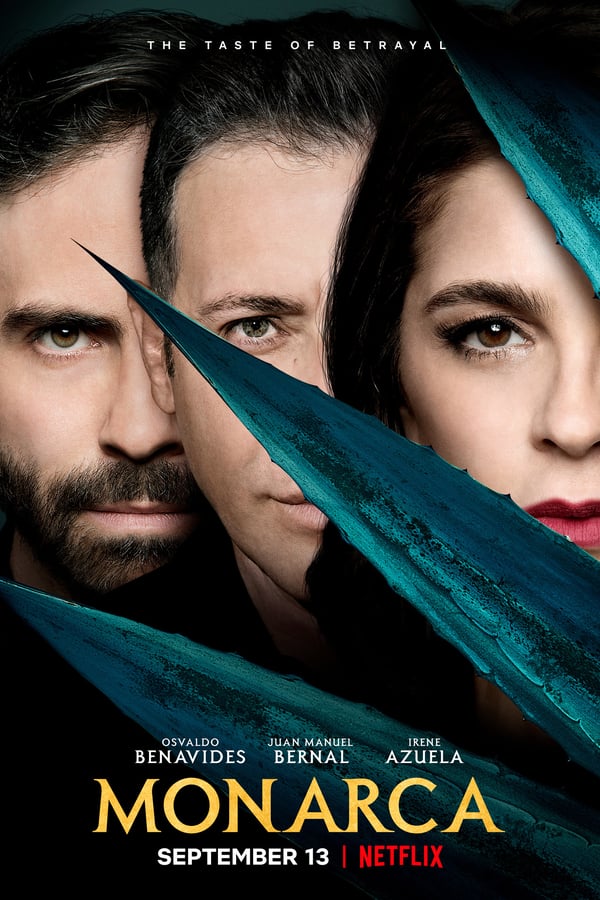 THE TASTE OF BETRAYAL
OSVALDO JUAN MANUEL IRENE
BENAVIDES BERNAL AZUELA
MONARCA
SEPTEMBER 13 | NETFLIX